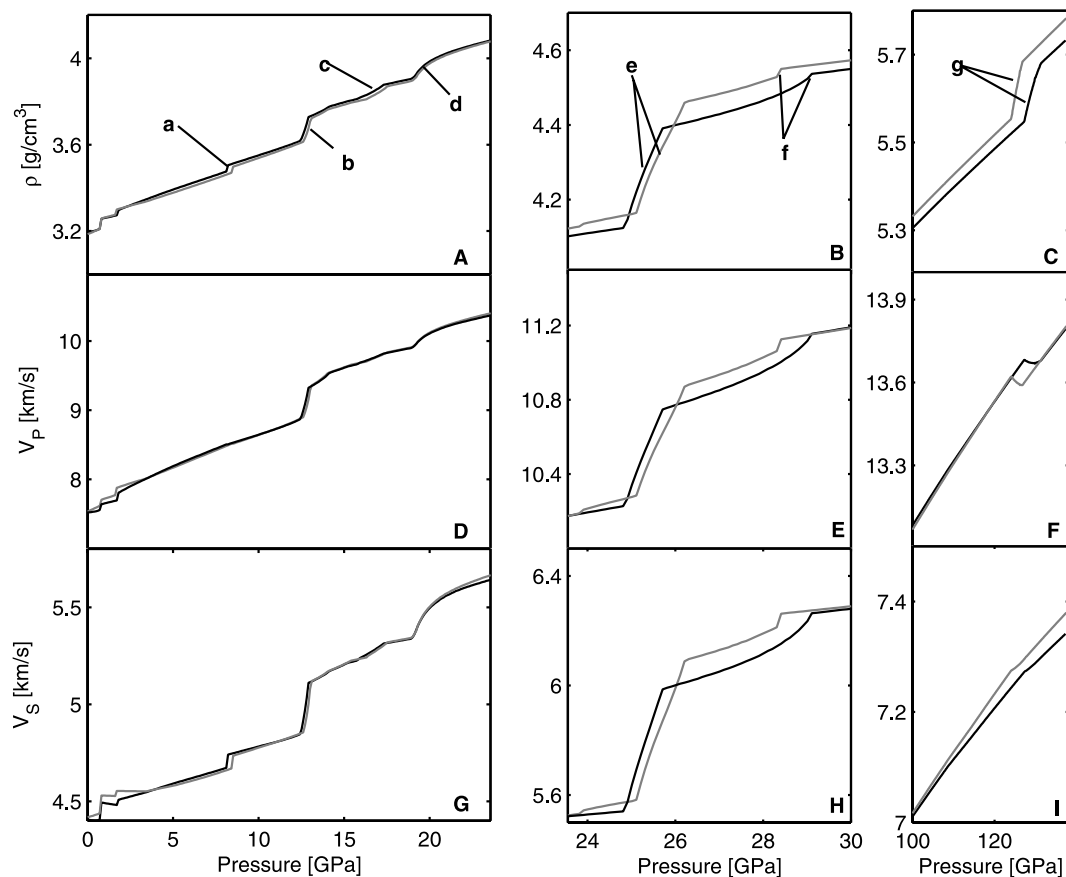 4
3.6
3.2
ρ [g/cm³]
a
b
c
d
A
4.6
4.4
4.2
e
f
B
5.7
5.5
5.3
g
C
10
9
8
V_P [km/s]
D
11.2
10.8
10.4
E
13.9
13.6
13.3
F
5.5
5
4.5
V_S [km/s]
G
6.4
6
5.6
H
7.4
7.2
7
I
0 5 10 15 20
24 26 28 30
100 120
Pressure [GPa]
Pressure [GPa]
Pressure [GPa]